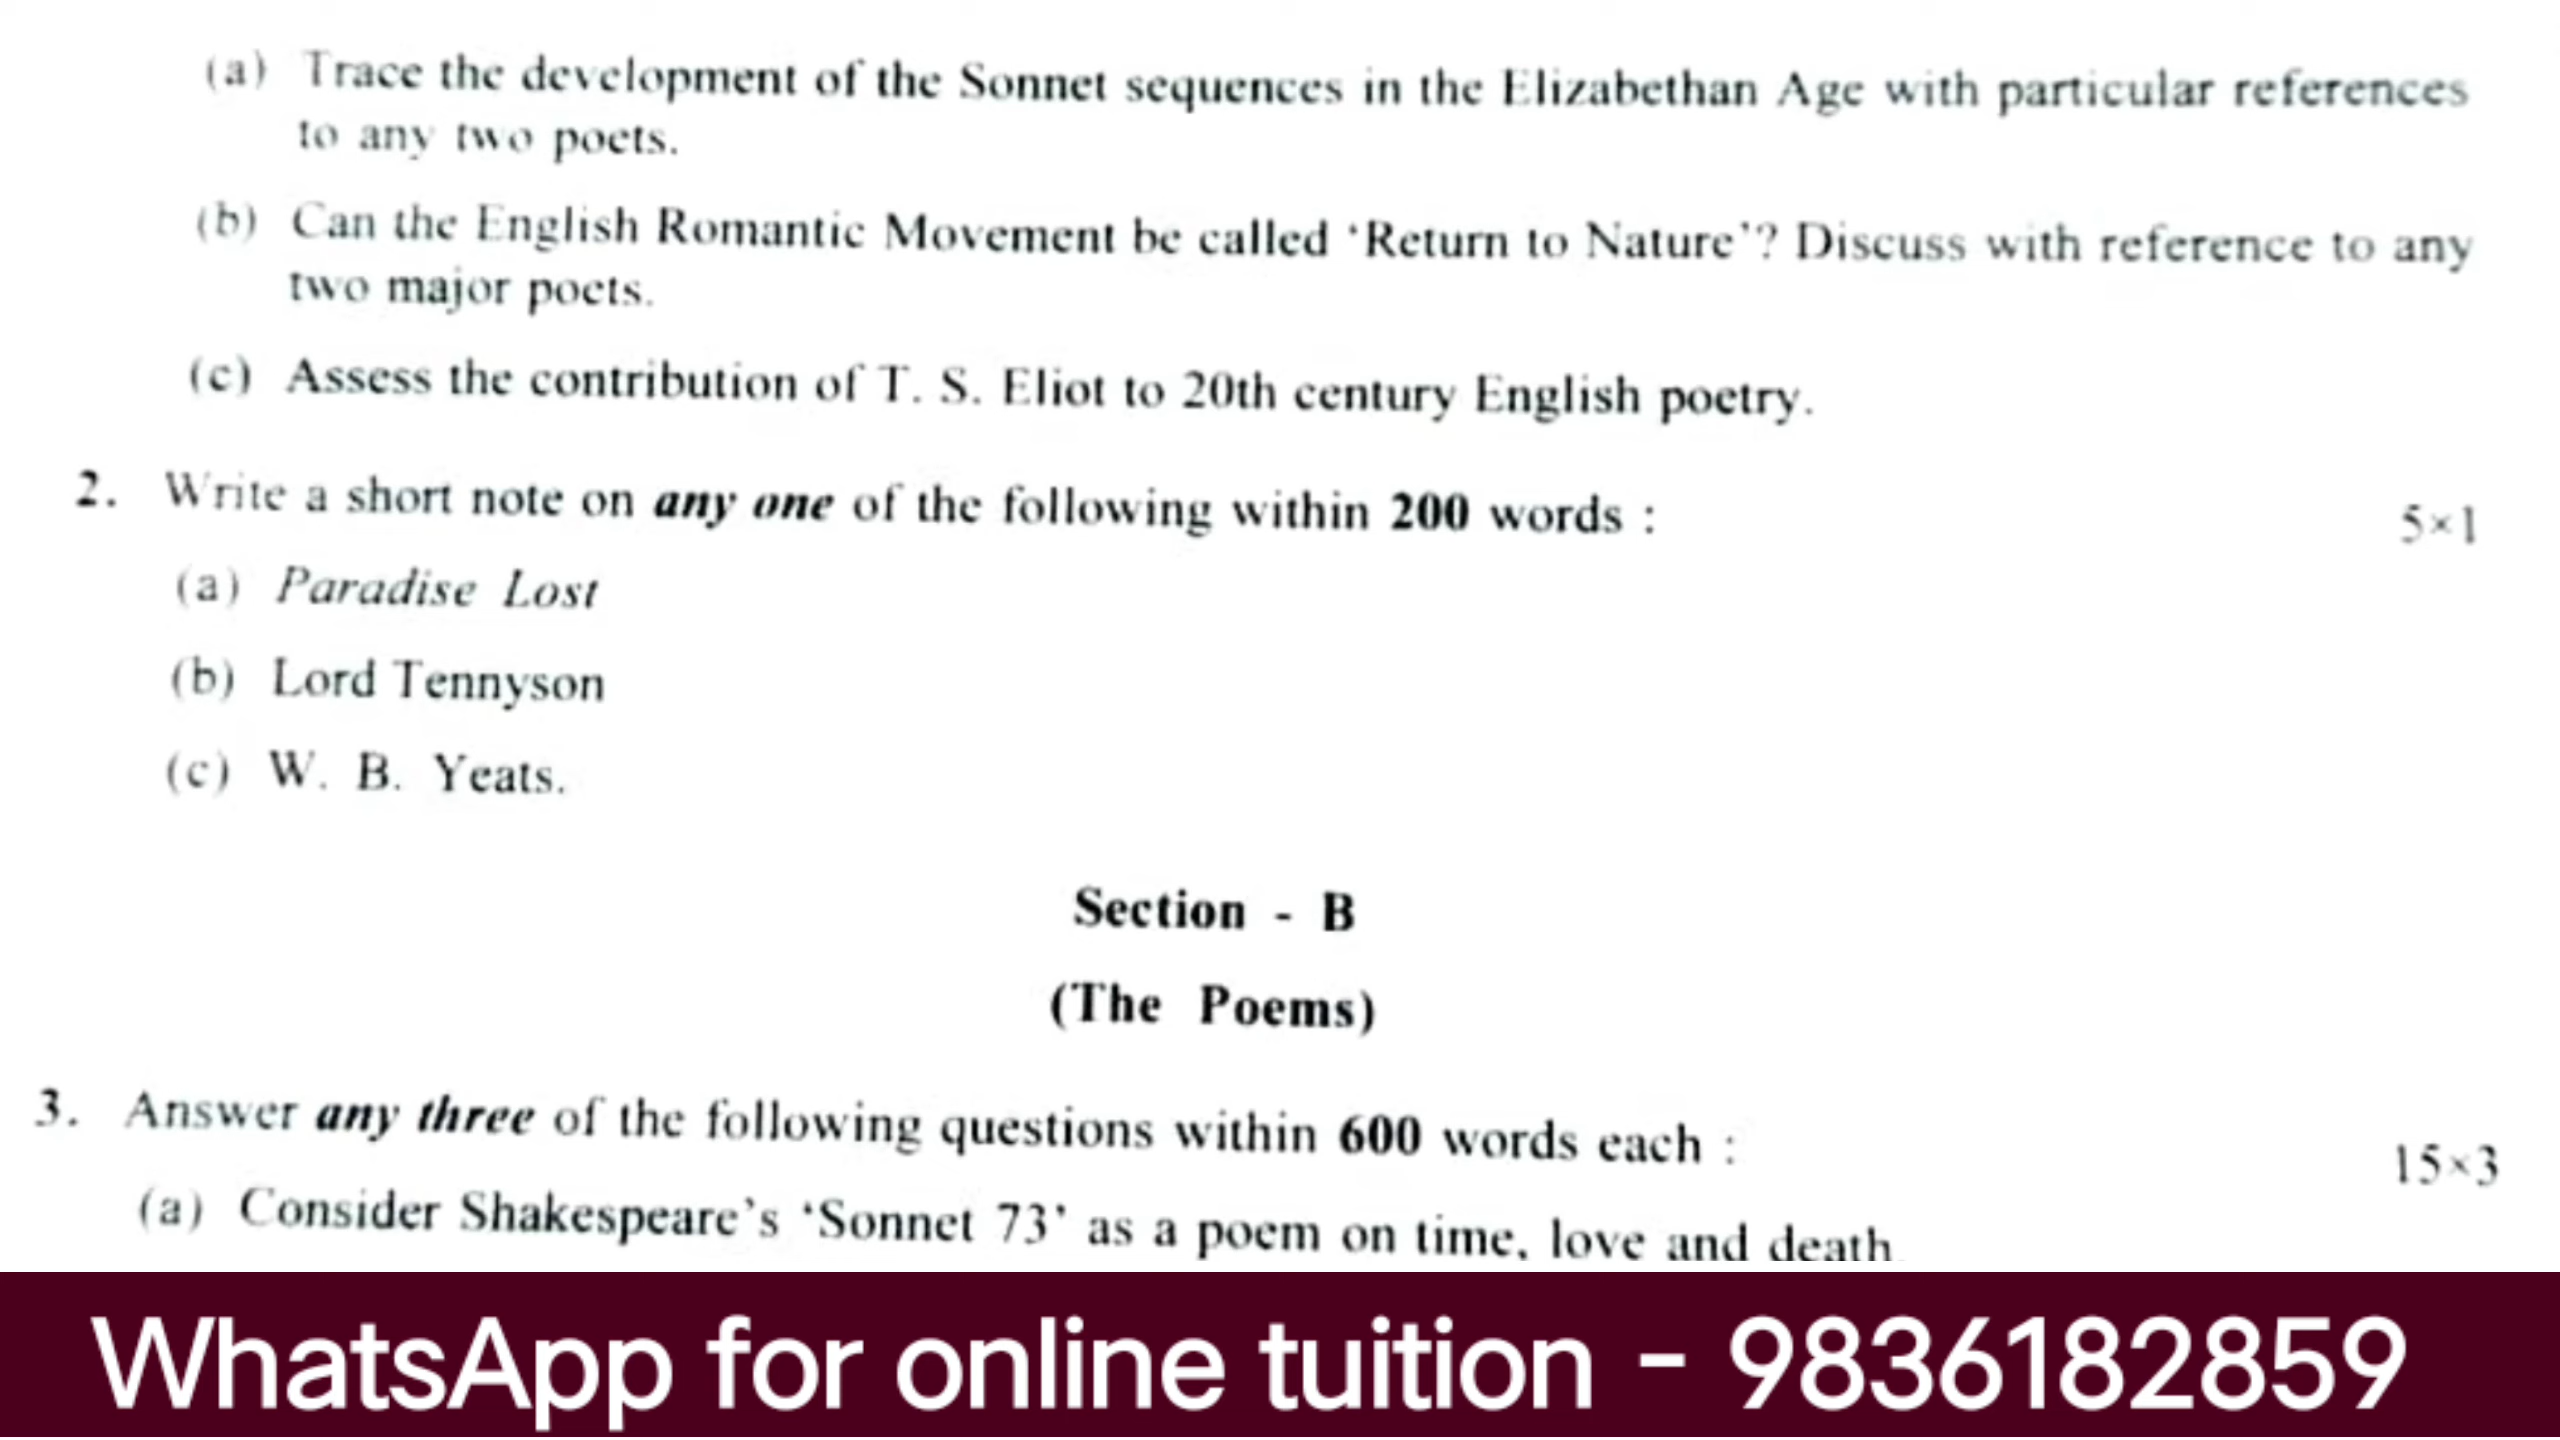 (a) Trace the development of the Sonnet sequences in the Elizabethan Age with particular references
to any two poets.
(b) Can the English Romantic Movement be called 'Return to Nature'? Discuss with reference to any
two major poets.
(c) Assess the contribution of T. S. Eliot to 20th century English poetry.
2. Write a short note on any one of the following within 200 words : 5×1
(a) Paradise Lost
(b) Lord Tennyson
(c) W. B. Yeats.
Section - B
(The Poems)
3. Answer any three of the following questions within 600 words each : 15×3
(a) Consider Shakespeare's 'Sonnet 73' as a poem on time, love and death.
WhatsApp for online tuition - 9836182859